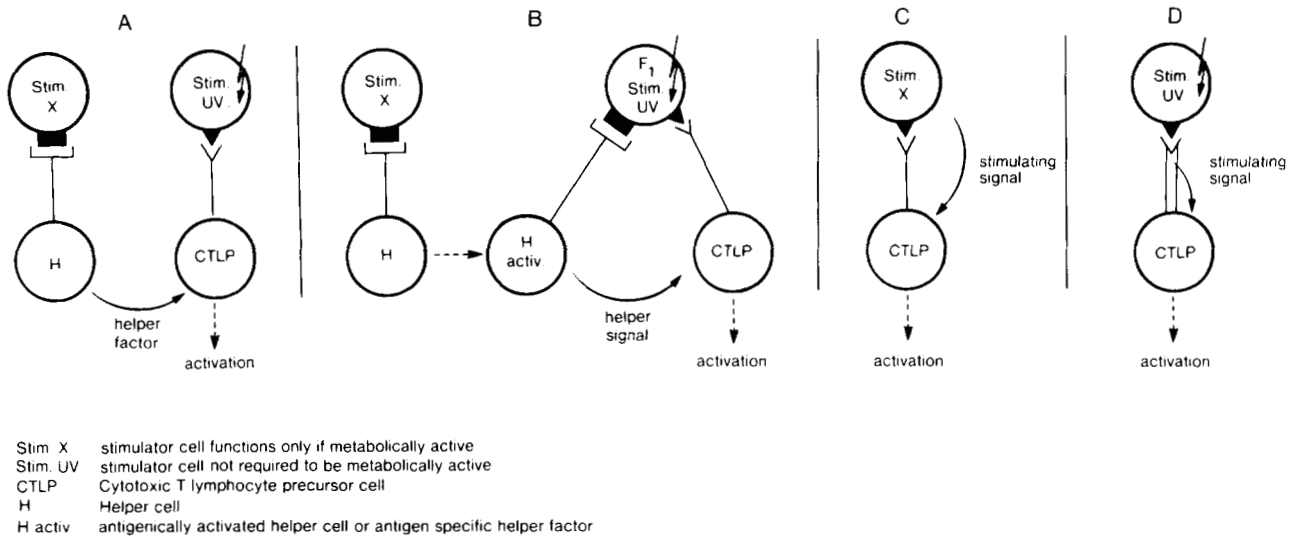 A
B
C
D
Stim.
X
Stim.
UV.
Stim.
X
F1
Stim.
UV
Stim.
X
Stim
UV
stimulating
signal
stimulating
signal
H
CTLP
H
H
activ.
CTLP
CTLP
CTLP
helper
factor
helper
signal
activation
activation
activation
activation
Stim X stimulator cell functions only if metabolically active
Stim. UV stimulator cell not required to be metabolically active
CTLP Cytotoxic T lymphocyte precursor cell
H Helper cell
H activ antigenically activated helper cell or antigen specific helper factor